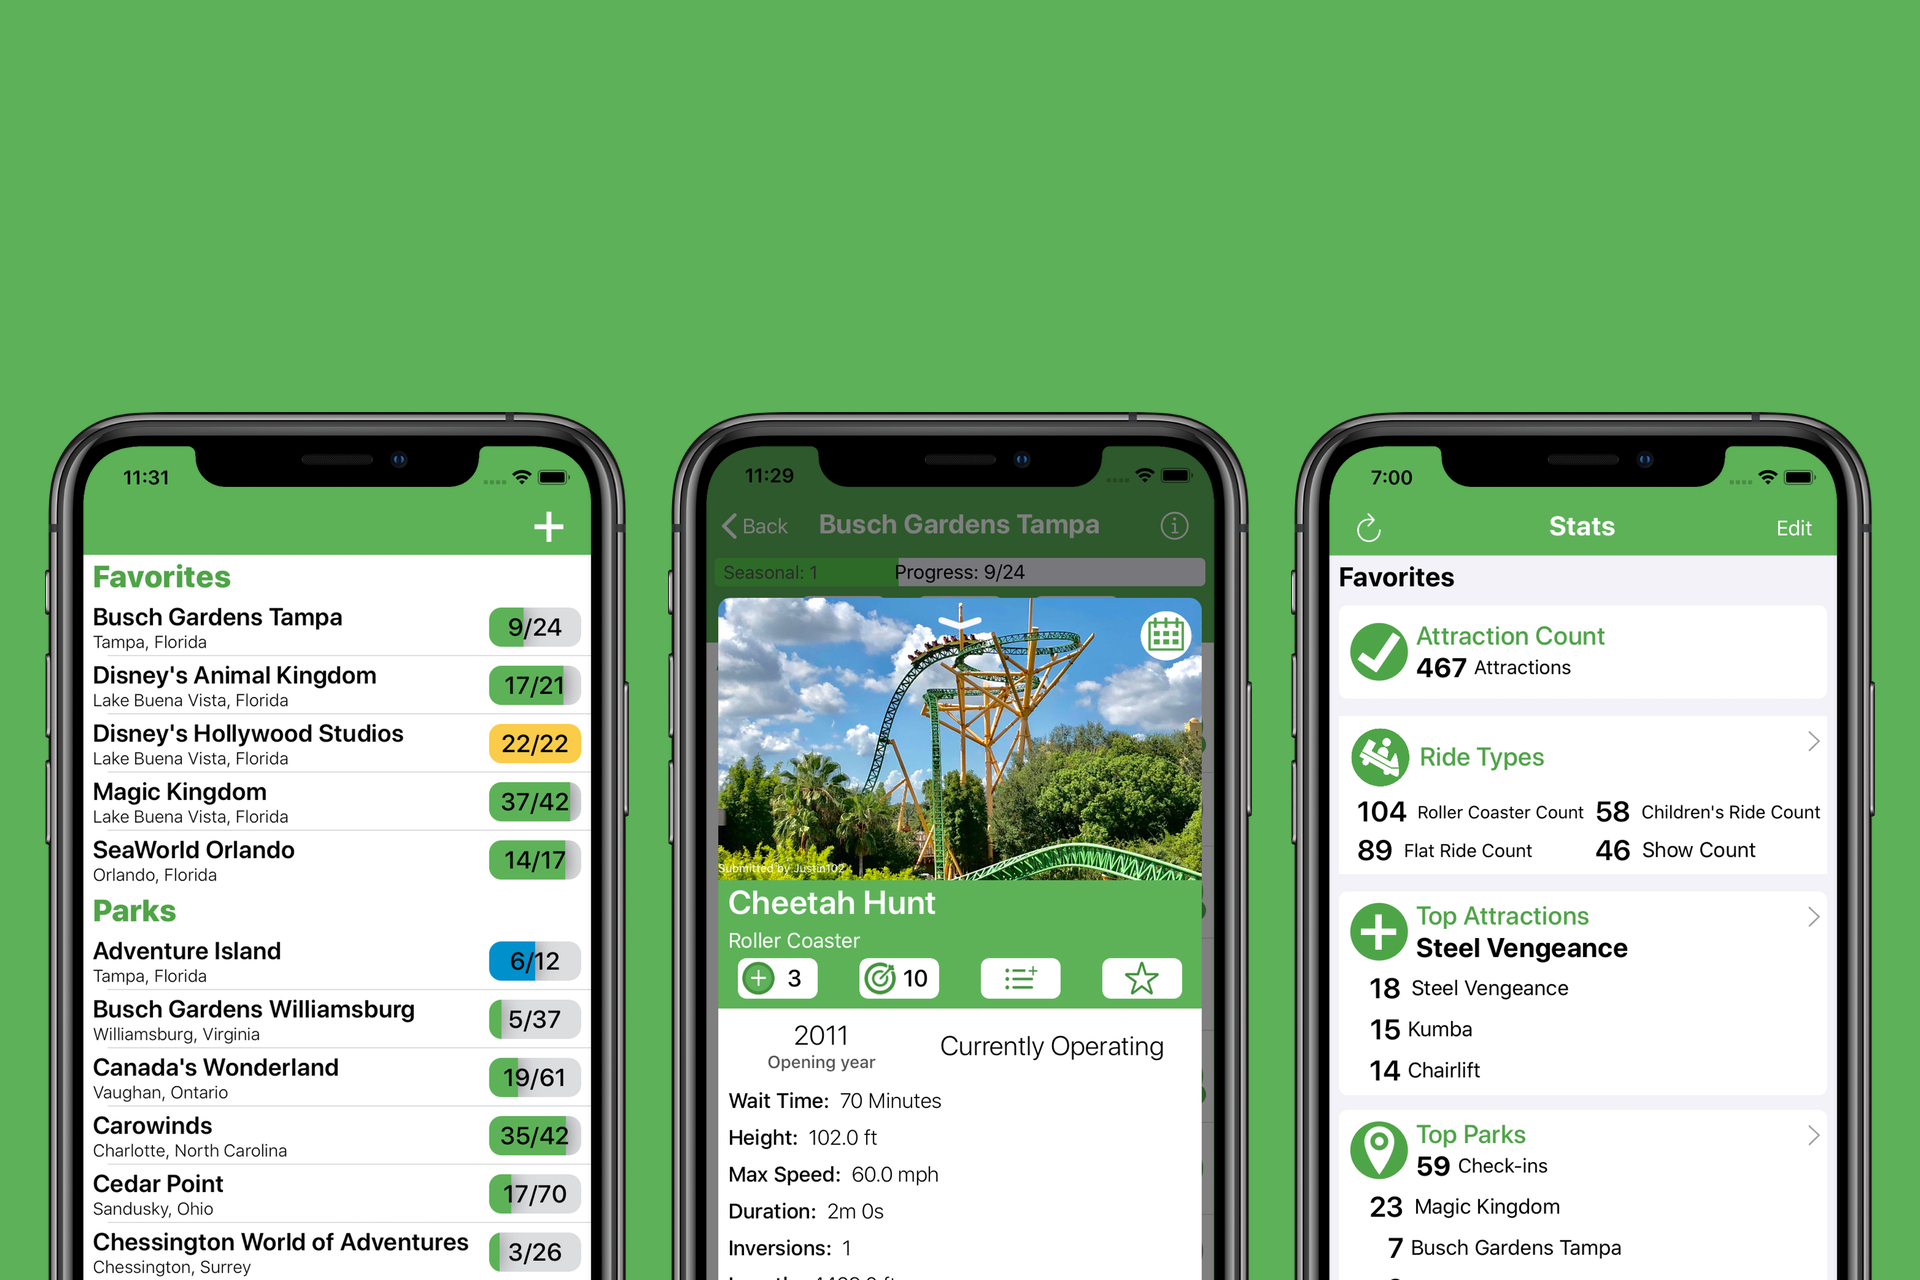 11:31
Favorites
Busch Gardens Tampa
Tampa, Florida
9/24
Disney's Animal Kingdom
Lake Buena Vista, Florida
17/21
Disney's Hollywood Studios
Lake Buena Vista, Florida
22/22
Magic Kingdom
Lake Buena Vista, Florida
37/42
SeaWorld Orlando
Orlando, Florida
14/17
Parks
Adventure Island
Tampa, Florida
6/12
Busch Gardens Williamsburg
Williamsburg, Virginia
5/37
Canada's Wonderland
Vaughan, Ontario
19/61
Carowinds
Charlotte, North Carolina
35/42
Cedar Point
Sandusky, Ohio
17/70
Chessington World of Adventures
Chessington, Surrey
3/26
11:29
Back
Busch Gardens Tampa
Seasonal: 1
Progress: 9/24
Submitted by Justin102
Cheetah Hunt
Roller Coaster
3
10
2011
Opening year
Currently Operating
Wait Time: 70 Minutes
Height: 102.0 ft
Max Speed: 60.0 mph
Duration: 2m 0s
Inversions: 1
7:00
Stats
Edit
Favorites
Attraction Count
467 Attractions
Ride Types
104 Roller Coaster Count
58 Children's Ride Count
89 Flat Ride Count
46 Show Count
Top Attractions
Steel Vengeance
18 Steel Vengeance
15 Kumba
14 Chairlift
Top Parks
59 Check-ins
23 Magic Kingdom
7 Busch Gardens Tampa